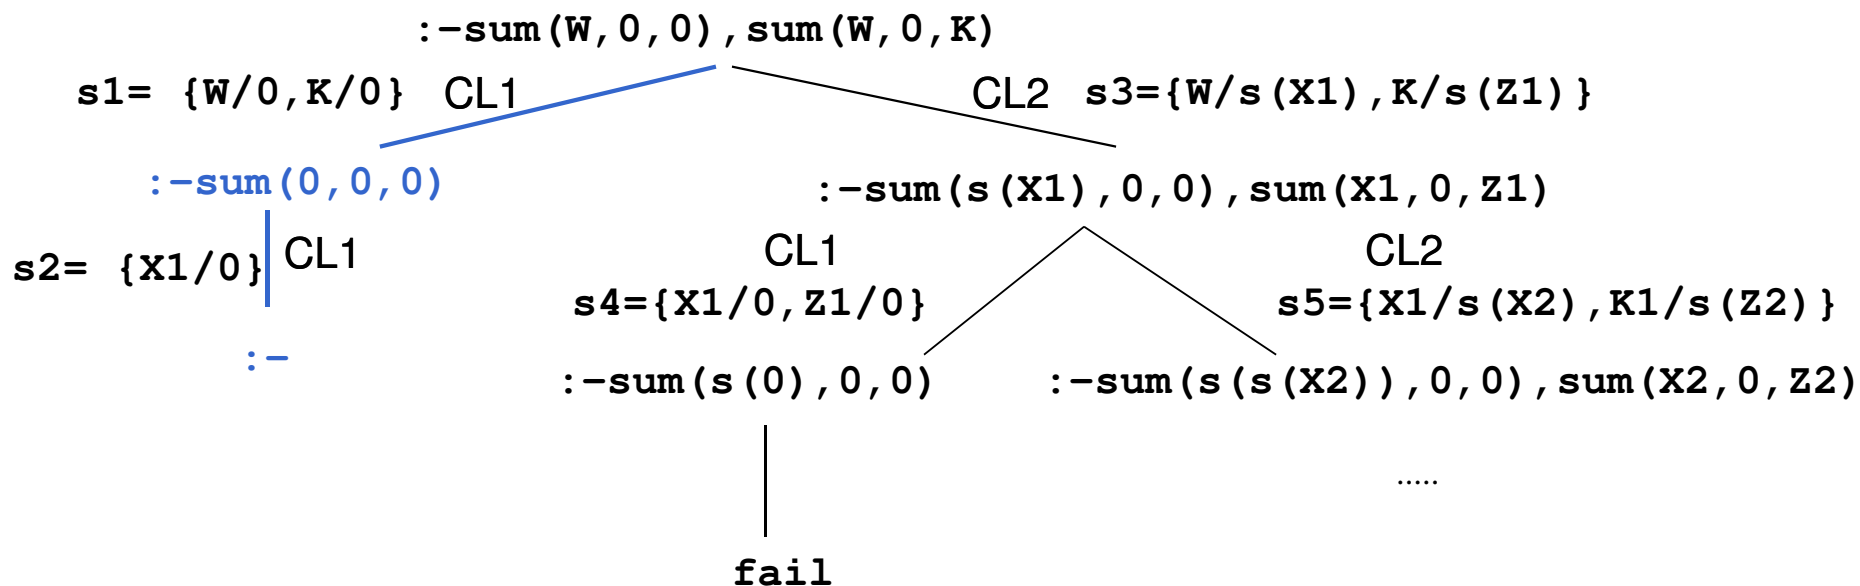 :-sum(W,0,0),sum(W,0,K)
s1= {W/0,K/0} CL1 CL2 s3={W/s(X1),K/s(Z1)}
:-sum(0,0,0) :-sum(s(X1),0,0),sum(X1,0,Z1)
s2= {X1/0} CL1 CL1 CL2
s4={X1/0,Z1/0} s5={X1/s(X2),K1/s(Z2)}
:- :-sum(s(0),0,0) :-sum(s(s(X2)),0,0),sum(X2,0,Z2)
.....
fail